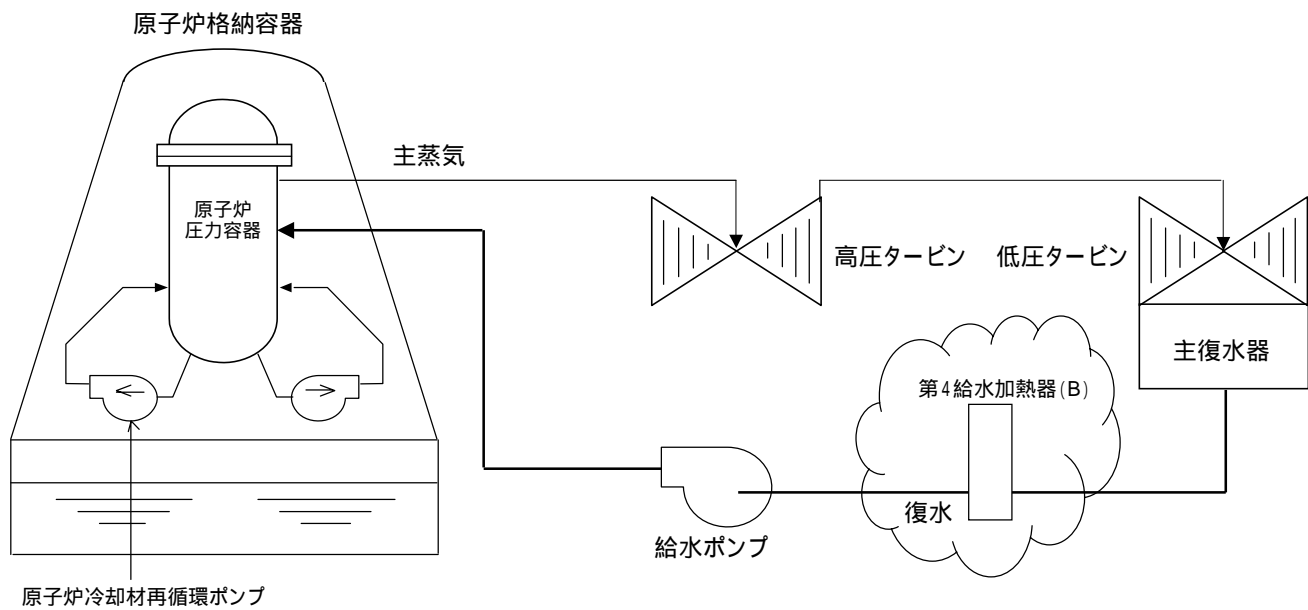 原子炉格納容器
主蒸気
原子炉
圧力容器
高圧タービン
低圧タービン
主復水器
第4給水加熱器(B)
復水
給水ポンプ
原子炉冷却材再循環ポンプ